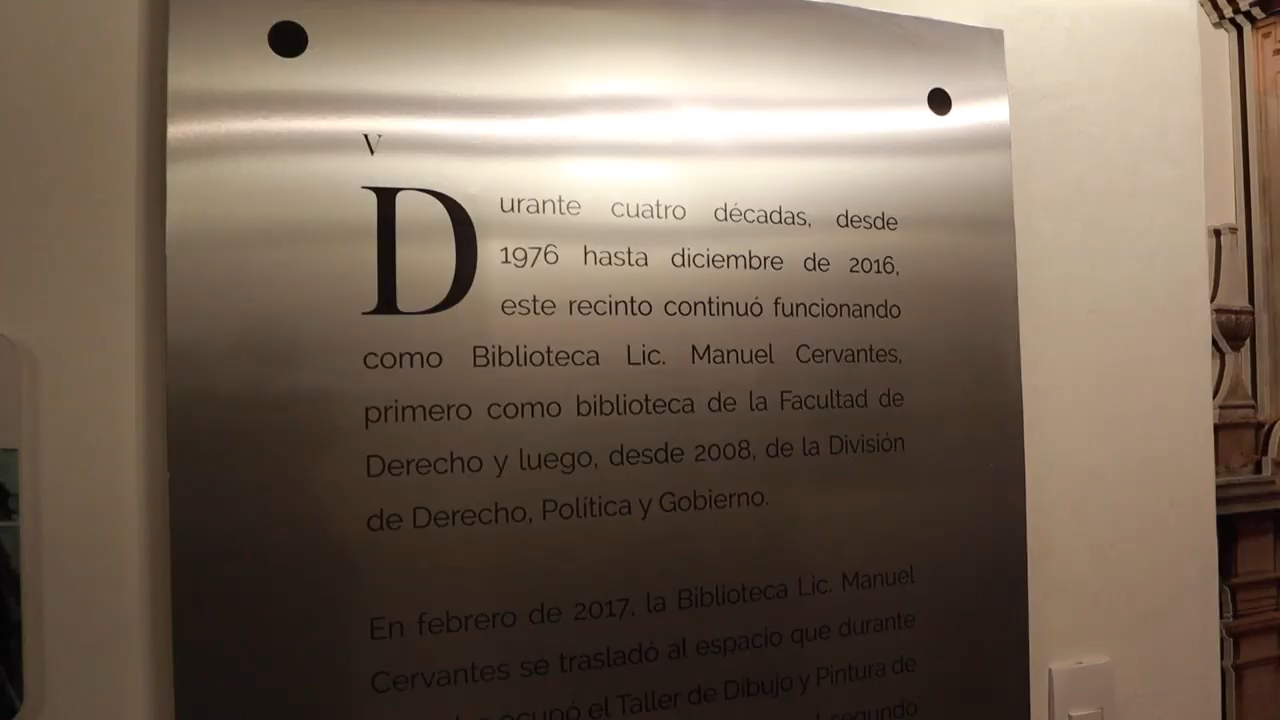 V
Durante cuatro décadas, desde
1976 hasta diciembre de 2016,
este recinto continuó funcionando
como Biblioteca Lic. Manuel Cervantes,
primero como biblioteca de la Facultad de
Derecho y luego, desde 2008, de la División
de Derecho, Política y Gobierno.
En febrero de 2017, la Biblioteca Lic. Manuel
Cervantes se trasladó al espacio que durante
ocupó el Taller de Dibujo y Pintura de
segundo